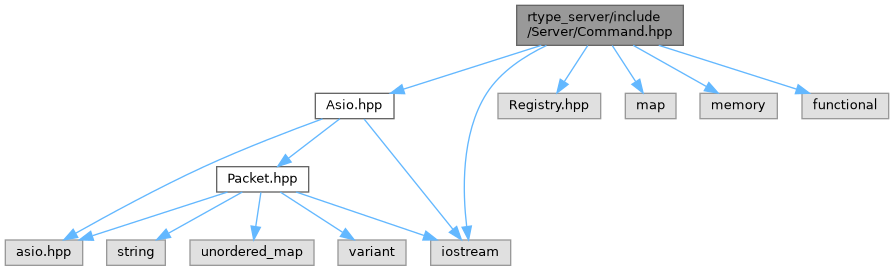 rtype_server/include
/Server/Command.hpp
Asio.hpp
Registry.hpp
map
memory
functional
Packet.hpp
asio.hpp
string
unordered_map
variant
iostream